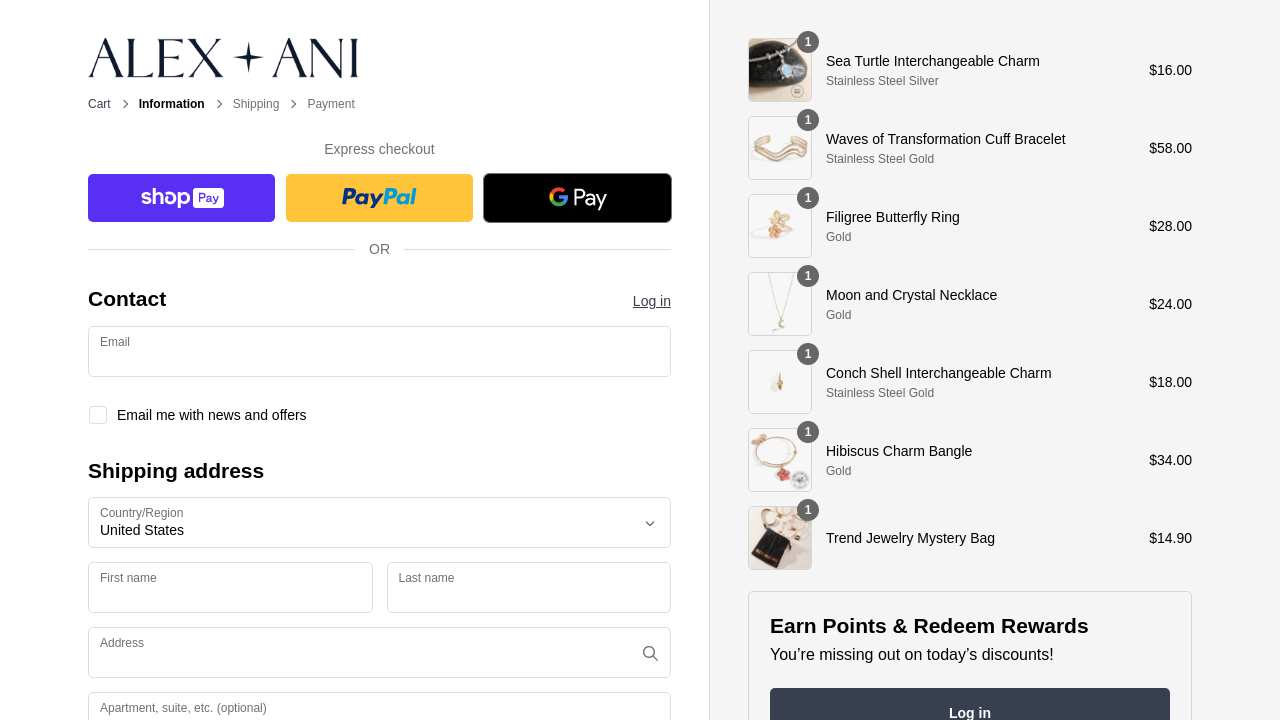 ALEX + ANI
Cart > Information > Shipping > Payment
Express checkout
shop Pay
PayPal
G Pay
OR
Contact
Log in
Email
Email me with news and offers
Shipping address
Country/Region
United States
First name
Last name
Address
Apartment, suite, etc. (optional)
1
Sea Turtle Interchangeable Charm
Stainless Steel Silver
$16.00
1
Waves of Transformation Cuff Bracelet
Stainless Steel Gold
$58.00
1
Filigree Butterfly Ring
Gold
$28.00
1
Moon and Crystal Necklace
Gold
$24.00
1
Conch Shell Interchangeable Charm
Stainless Steel Gold
$18.00
1
Hibiscus Charm Bangle
Gold
$34.00
1
Trend Jewelry Mystery Bag
$14.90
Earn Points & Redeem Rewards
You’re missing out on today’s discounts!
Log in